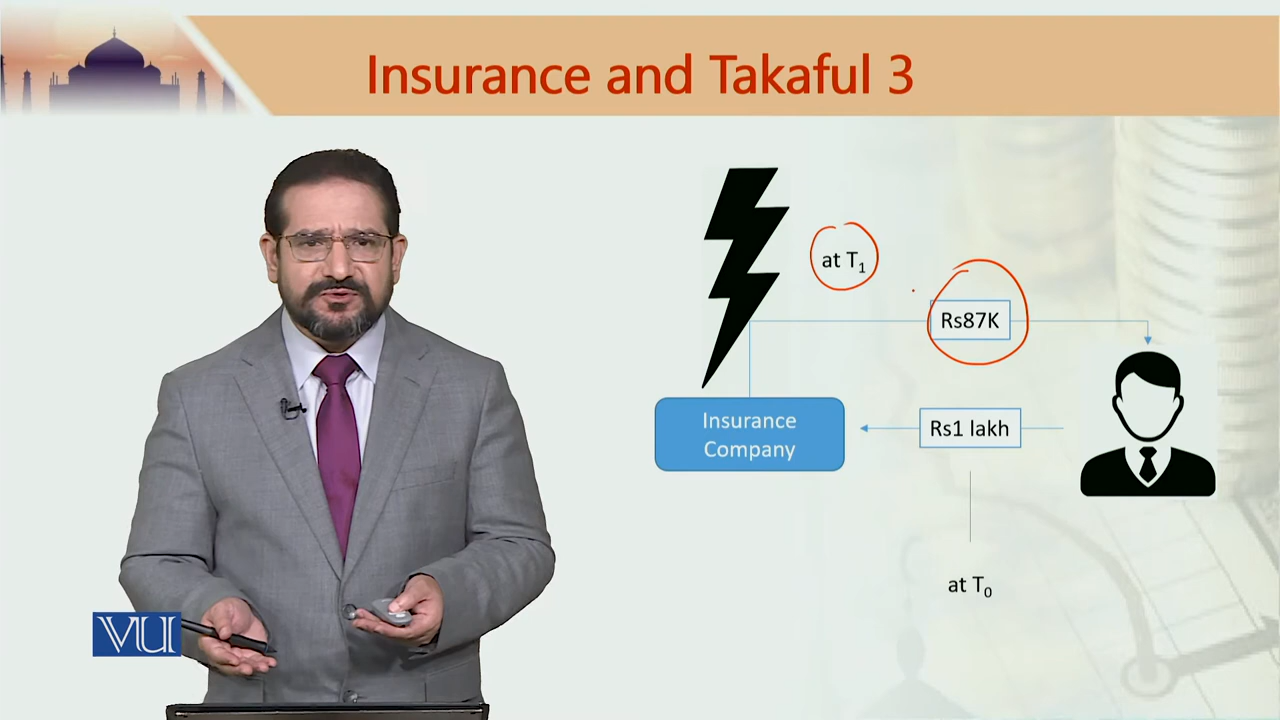 Insurance and Takaful 3
at T₁
Rs87K
Insurance
Company
Rs1 lakh
at T₀
VU